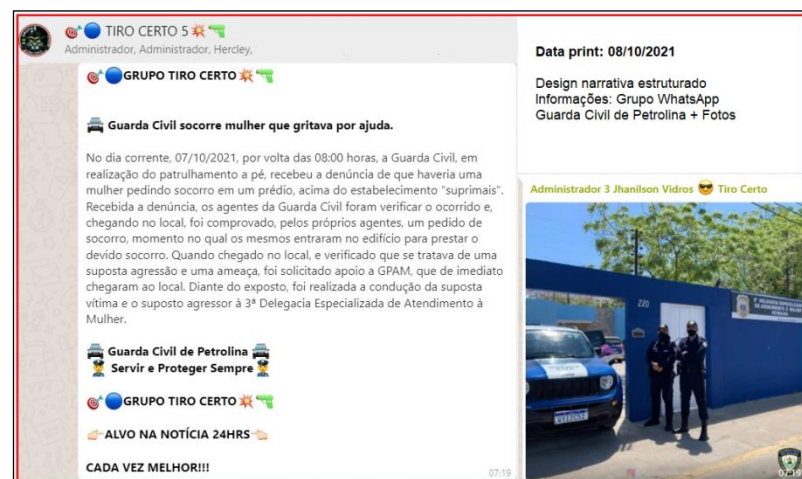 TIRO CERTO 5
Administrador, Administrador, Hercley,
GRUPO TIRO CERTO
Guarda Civil socorre mulher que gritava por ajuda.
No dia corrente, 07/10/2021, por volta das 08:00 horas, a Guarda Civil, em
realização do patrulhamento a pé, recebeu a denúncia de que haveria uma
mulher pedindo socorro em um prédio, acima do estabelecimento "suprimais".
Recebida a denúncia, os agentes da Guarda Civil foram verificar o ocorrido e,
chegando no local, foi comprovado, pelos próprios agentes, um pedido de
socorro, momento no qual os mesmos entraram no edifício para prestar o
devido socorro. Quando chegado no local, e verificado que se tratava de uma
suposta agressão e uma ameaça, foi solicitado apoio a GPAM, que de imediato
chegaram ao local. Diante do exposto, foi realizada a condução da suposta
vítima e o suposto agressor à 3ª Delegacia Especializada de Atendimento à
Mulher.
Guarda Civil de Petrolina
Servir e Proteger Sempre
GRUPO TIRO CERTO
ALVO NA NOTÍCIA 24HRS
CADA VEZ MELHOR!!!
07:19
Data print: 08/10/2021
Design narrativa estruturado
Informações: Grupo WhatsApp
Guarda Civil de Petrolina + Fotos
Administrador 3 Jhanilson Vidros Tiro Certo
220
07:19